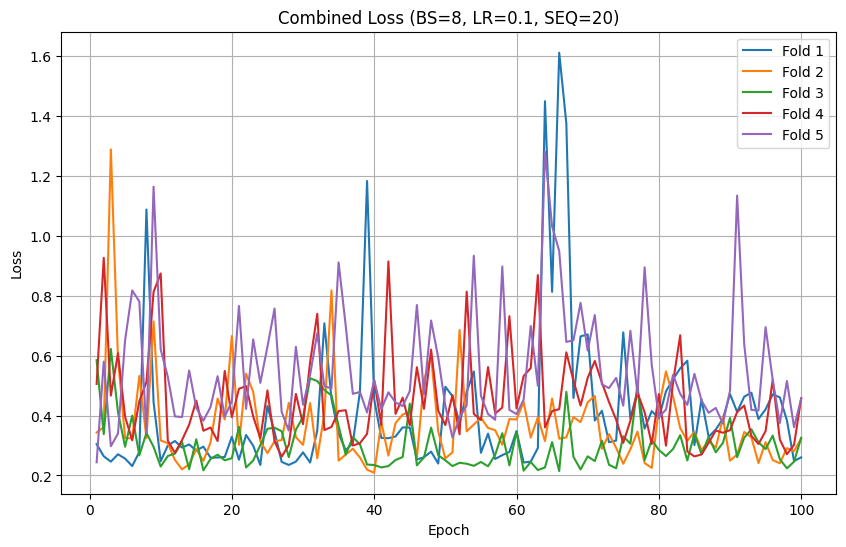 Combined Loss (BS=8, LR=0.1, SEQ=20)
Fold 1
Fold 2
Fold 3
Fold 4
Fold 5
1.6
1.4
1.2
1.0
0.8
0.6
0.4
0.2
Loss
0 20 40 60 80 100
Epoch